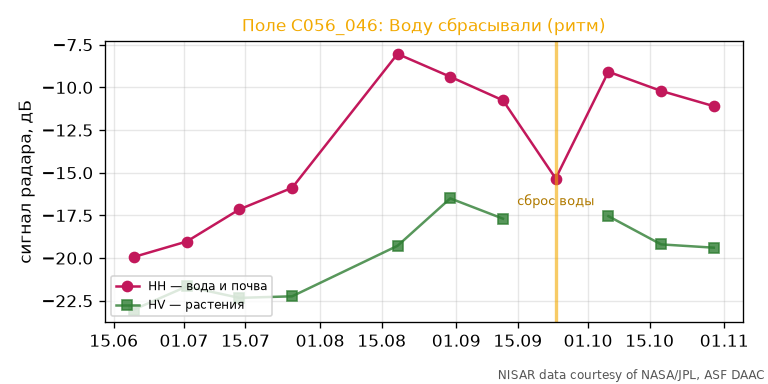 Поле C056_046: Воду сбрасывали (ритм)
сигнал радара, дБ
−7.5
−10.0
−12.5
−15.0
−17.5
−20.0
−22.5
сброс воды
HH — вода и почва
HV — растения
15.06 01.07 15.07 01.08 15.08 01.09 15.09 01.10 15.10 01.11
NISAR data courtesy of NASA/JPL, ASF DAAC